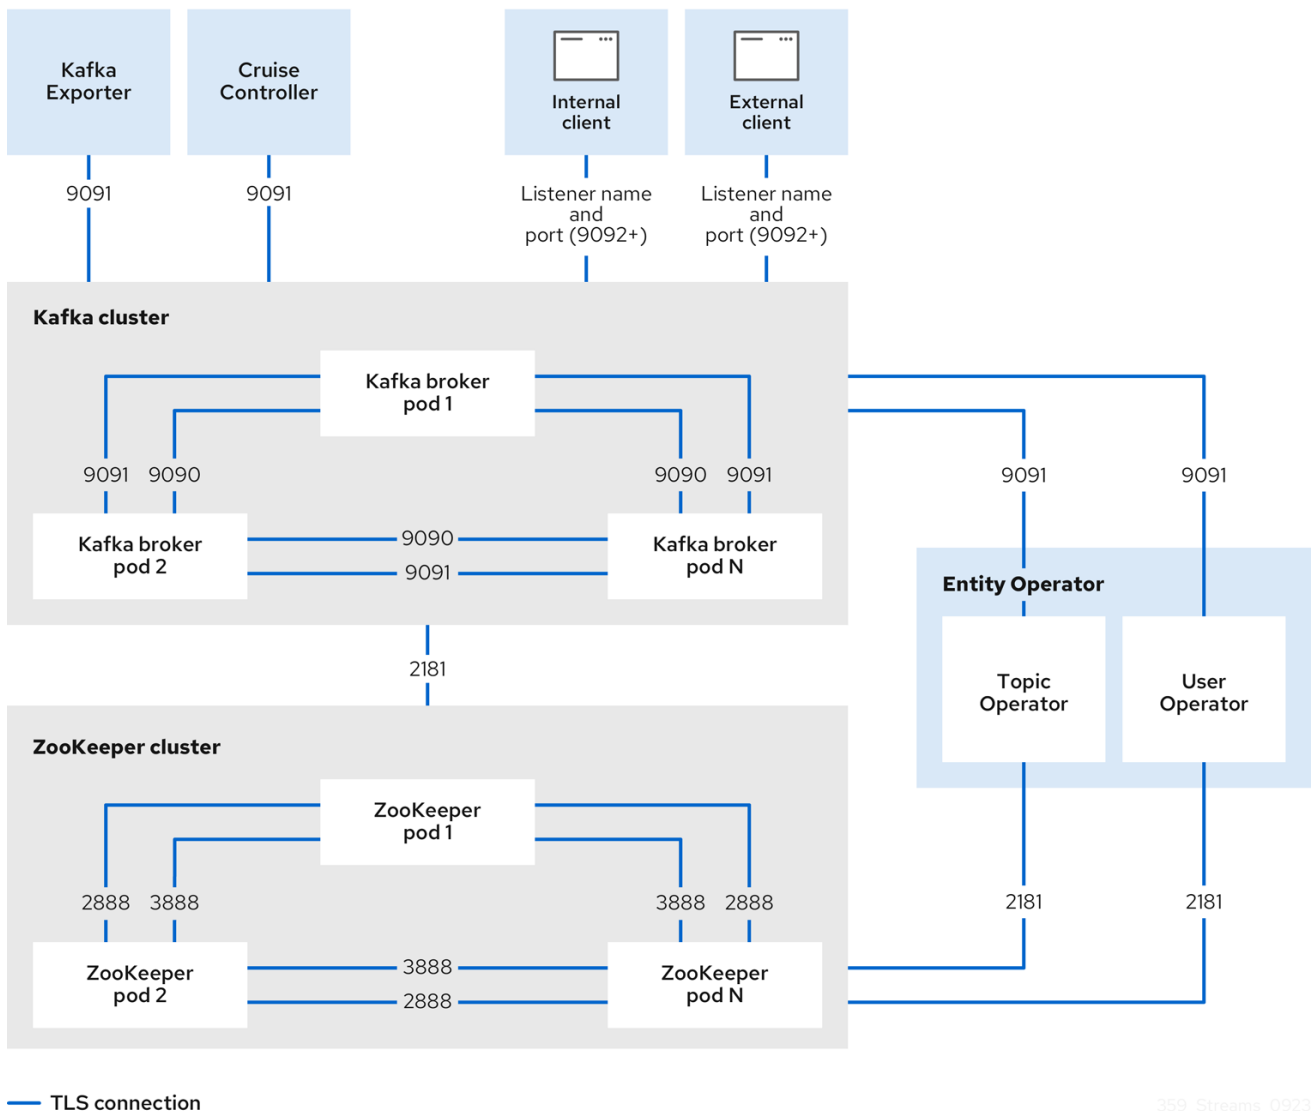 Kafka
Exporter
Cruise
Controller
Internal
client
External
client
9091
9091
Listener name
and
port (9092+)
Listener name
and
port (9092+)
Kafka cluster
Kafka broker
pod 1
9091
9090
9090
9091
9091
9091
Kafka broker
pod 2
9090
9091
Kafka broker
pod N
Entity Operator
Topic
Operator
User
Operator
2181
ZooKeeper cluster
ZooKeeper
pod 1
2888
3888
3888
2888
2181
2181
ZooKeeper
pod 2
3888
2888
ZooKeeper
pod N
TLS connection
359_Streams_0923